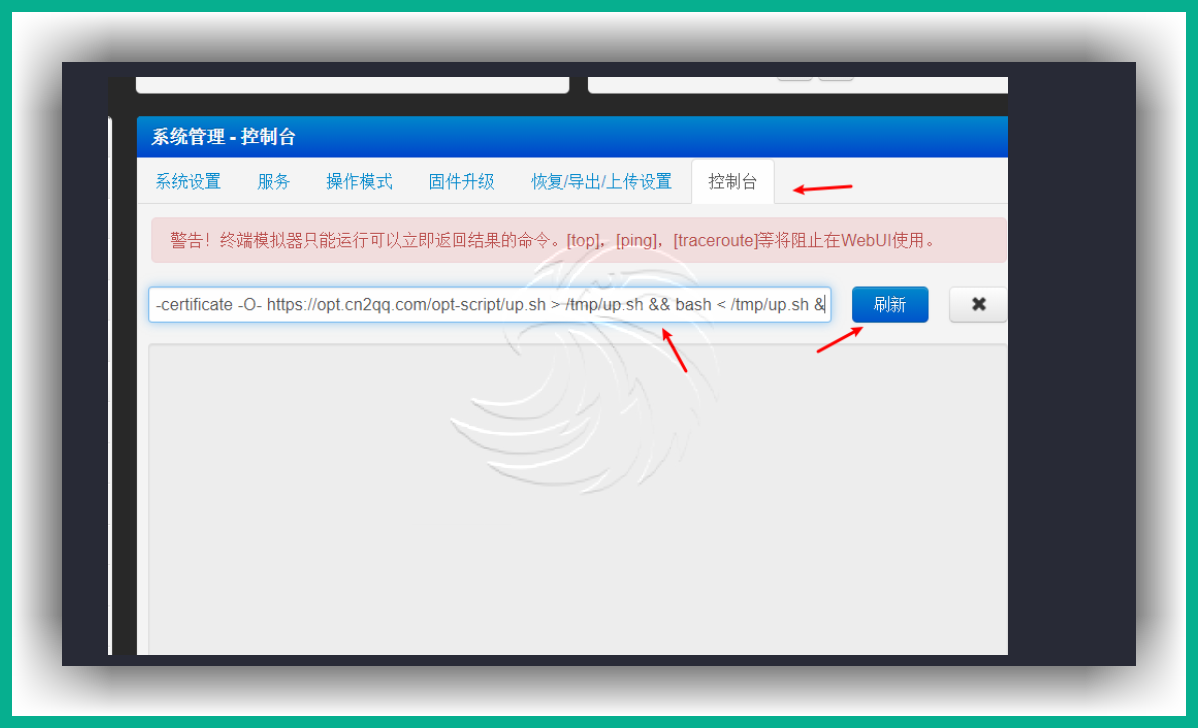 系统管理 - 控制台
系统设置 服务 操作模式 固件升级 恢复/导出/上传设置 控制台
警告！终端模拟器只能运行可以立即返回结果的命令。[top]，[ping]，[traceroute]等将阻止在WebUI使用。
-certificate -O- https://opt.cn2qq.com/opt-script/up.sh > /tmp/up.sh && bash < /tmp/up.sh & 刷新